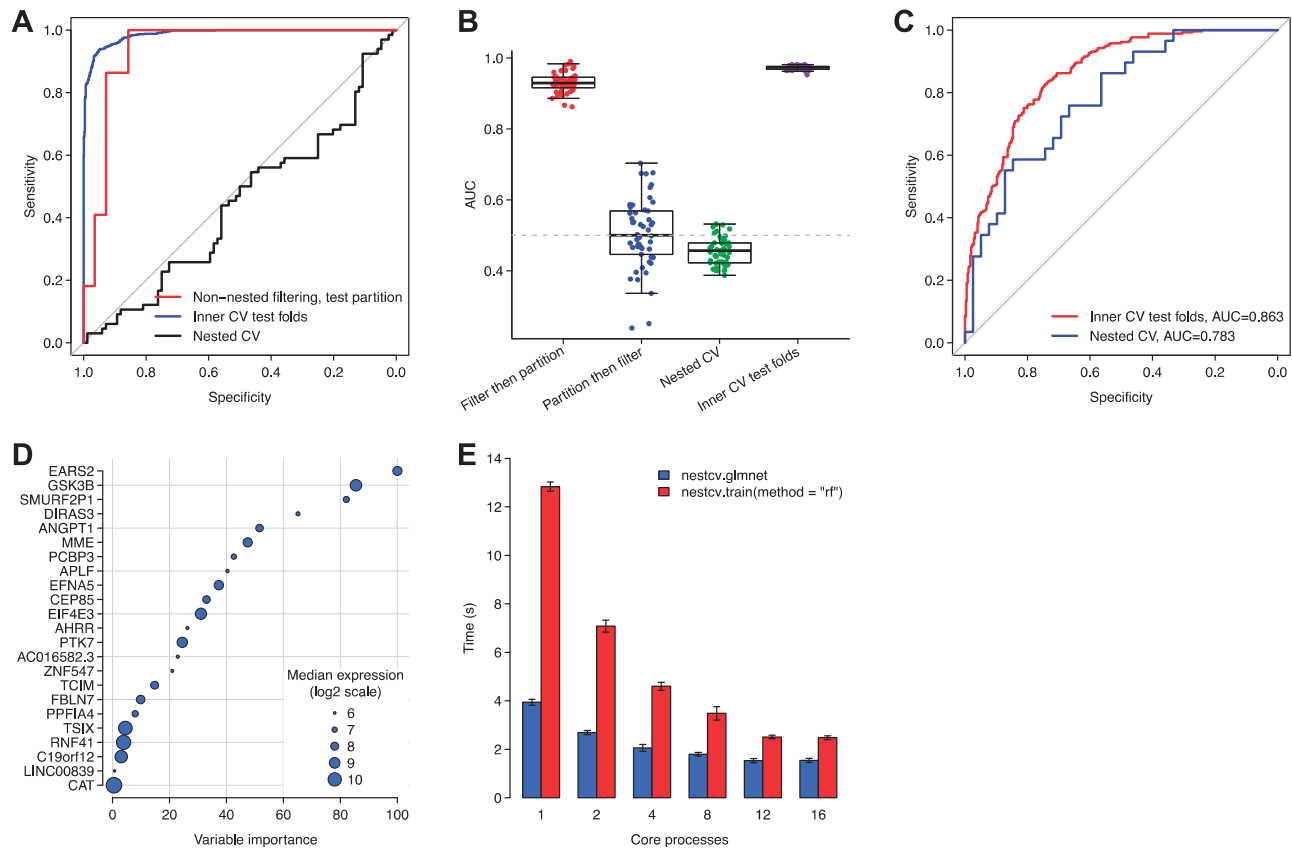 A
Sensitivity
1.0
0.8
0.6
0.4
0.2
0.0
Non−nested filtering, test partition
Inner CV test folds
Nested CV
1.0 0.8 0.6 0.4 0.2 0.0
Specificity
B
AUC
1.0
0.8
0.6
0.4
Filter then partition
Partition then filter
Nested CV
Inner CV test folds
C
Sensitivity
1.0
0.8
0.6
0.4
0.2
0.0
Inner CV test folds, AUC=0.863
Nested CV, AUC=0.783
1.0 0.8 0.6 0.4 0.2 0.0
Specificity
D
EARS2
GSK3B
SMURF2P1
DIRAS3
ANGPT1
MME
PCBP3
APLF
EFNA5
CEP85
EIF4E3
AHRR
PTK7
AC016582.3
ZNF547
TCIM
FBLN7
PPFIA4
TSIX
RNF41
C19orf12
LINC00839
CAT
Median expression
(log2 scale)
6
7
8
9
10
0 20 40 60 80 100
Variable importance
E
Time (s)
14
12
10
8
6
4
2
0
nestcv.glmnet
nestcv.train(method = "rf")
1 2 4 8 12 16
Core processes